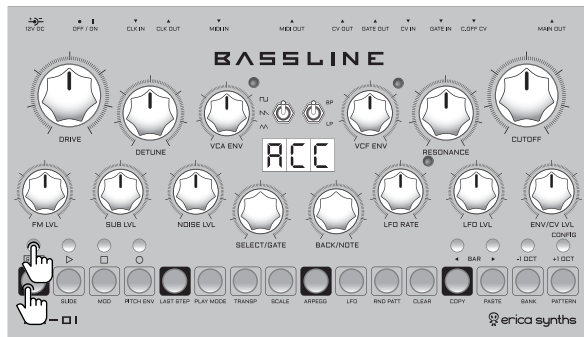 12V DC OFF / ON CLK IN CLK OUT MIDI IN MIDI OUT CV OUT GATE OUT CV IN GATE IN C.OFF CV MAIN OUT
BASSLINE
BP
LP
DRIVE DETUNE VCA ENV VCF ENV RESONANCE CUTOFF
ACC
FM LVL SUB LVL NOISE LVL SELECT/GATE BACK/NOTE LFO RATE LFO LVL ENV/CV LVL
CONFIG
BAR -1 OCT +1 OCT
SLIDE MOD PITCH ENV LAST STEP PLAY MODE TRANSP SCALE ARPEGG LFO RND PATT CLEAR COPY PASTE BANK PATTERN
-01
erica synths